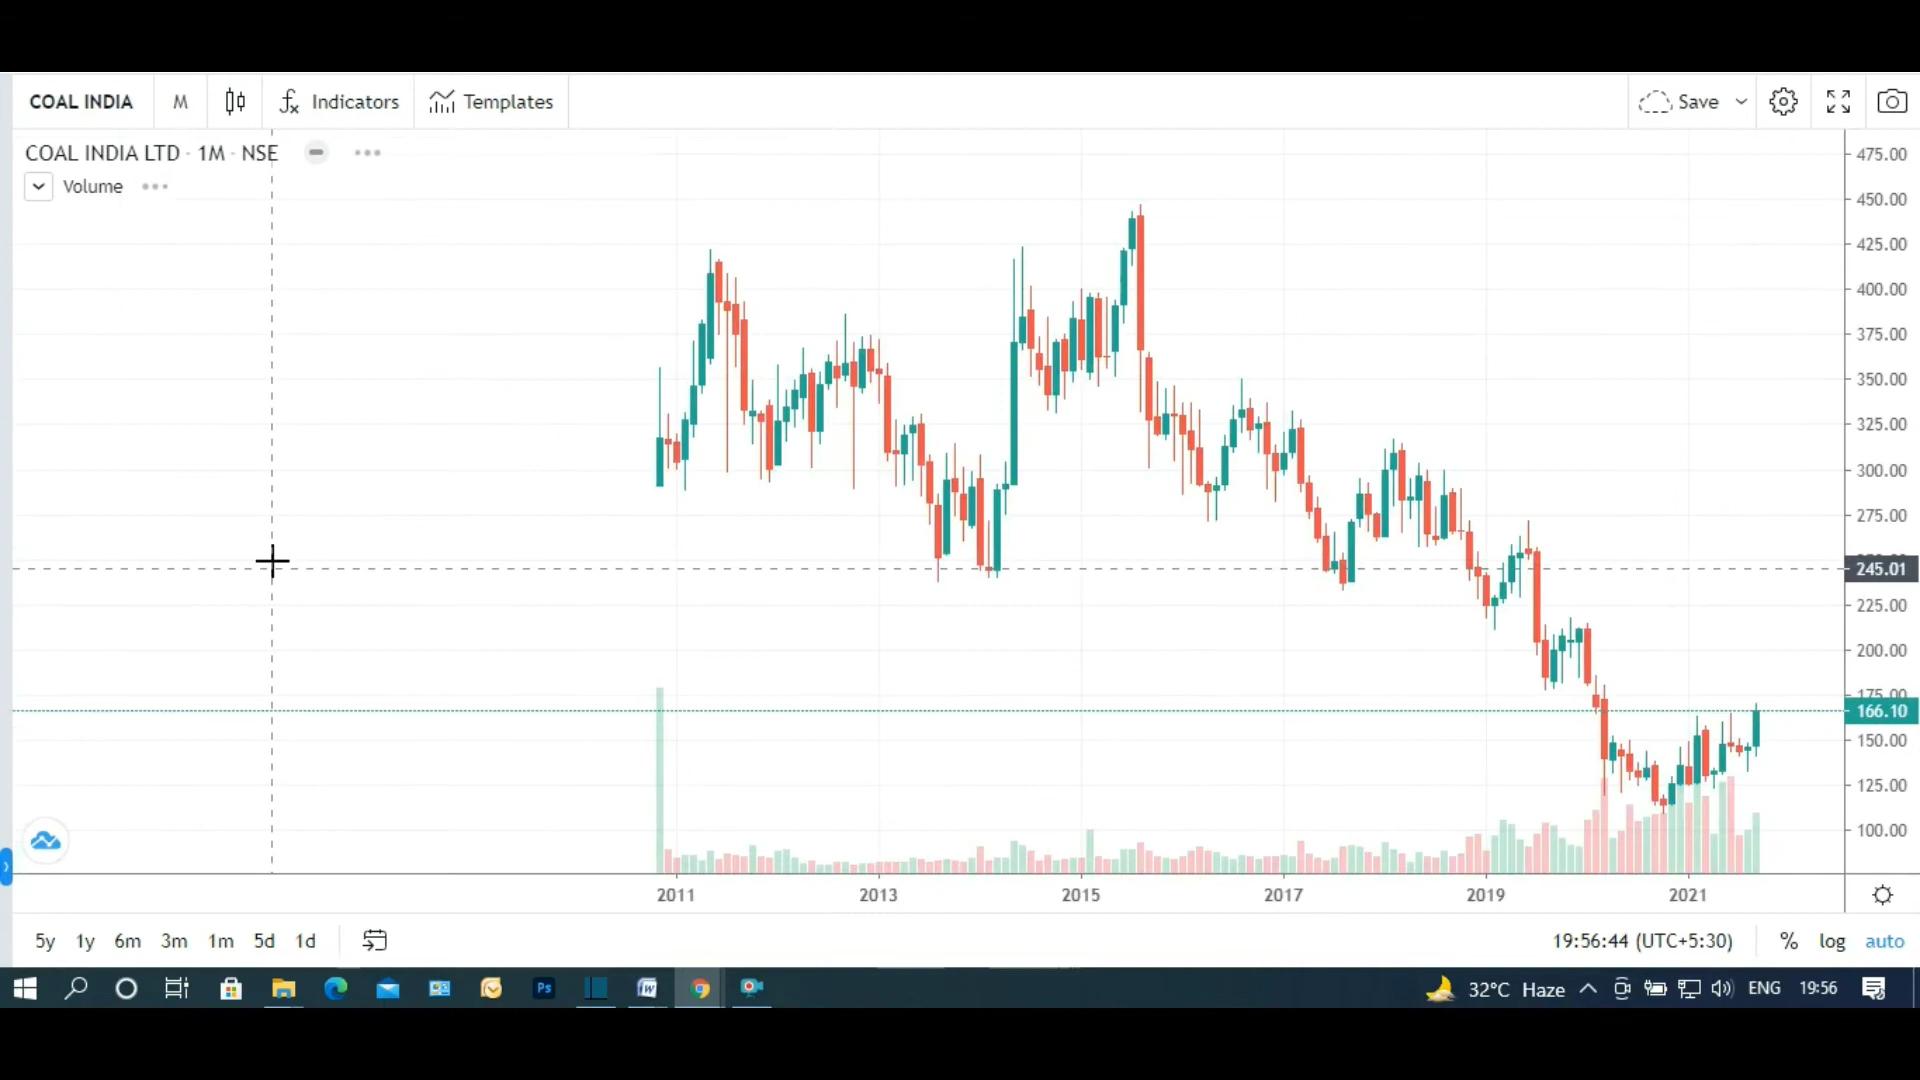 COAL INDIA M Indicators Templates Save
COAL INDIA LTD · 1M · NSE
Volume
475.00
450.00
425.00
400.00
375.00
350.00
325.00
300.00
275.00
245.01
225.00
200.00
175.00
166.10
150.00
125.00
100.00
2011 2013 2015 2017 2019 2021
5y 1y 6m 3m 1m 5d 1d 19:56:44 (UTC+5:30) % log auto
Ps 32°C Haze ENG 19:56